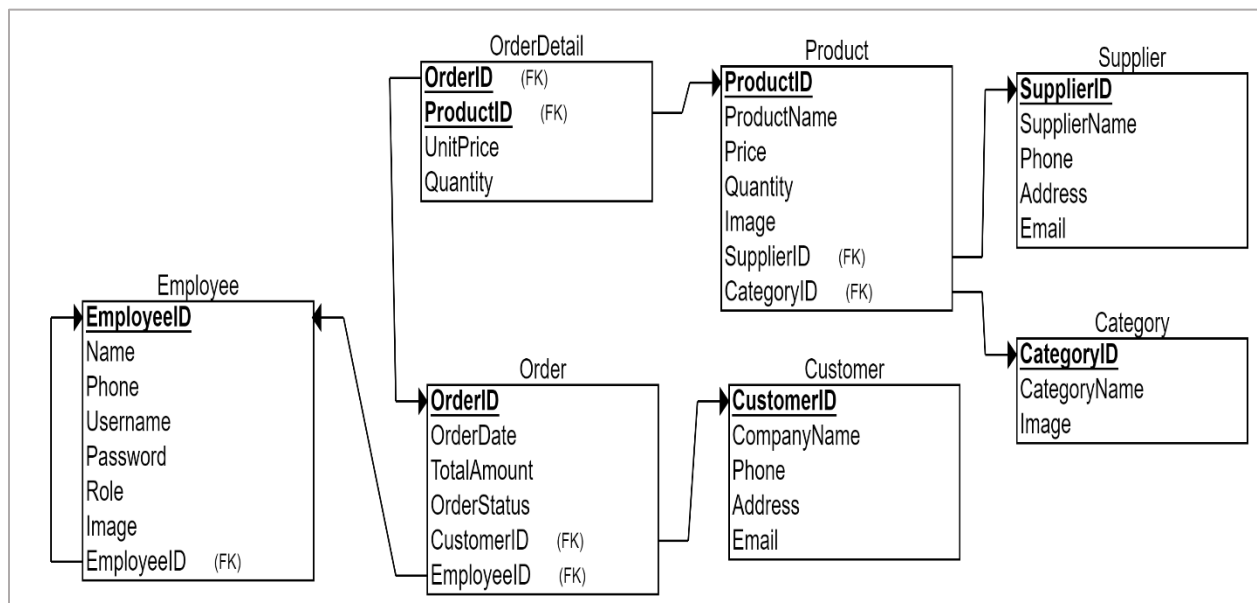 OrderDetail
OrderID (FK)
ProductID (FK)
UnitPrice
Quantity
Product
ProductID
ProductName
Price
Quantity
Image
SupplierID (FK)
CategoryID (FK)
Supplier
SupplierID
SupplierName
Phone
Address
Email
Employee
EmployeeID
Name
Phone
Username
Password
Role
Image
EmployeeID (FK)
Order
OrderID
OrderDate
TotalAmount
OrderStatus
CustomerID (FK)
EmployeeID (FK)
Customer
CustomerID
CompanyName
Phone
Address
Email
Category
CategoryID
CategoryName
Image